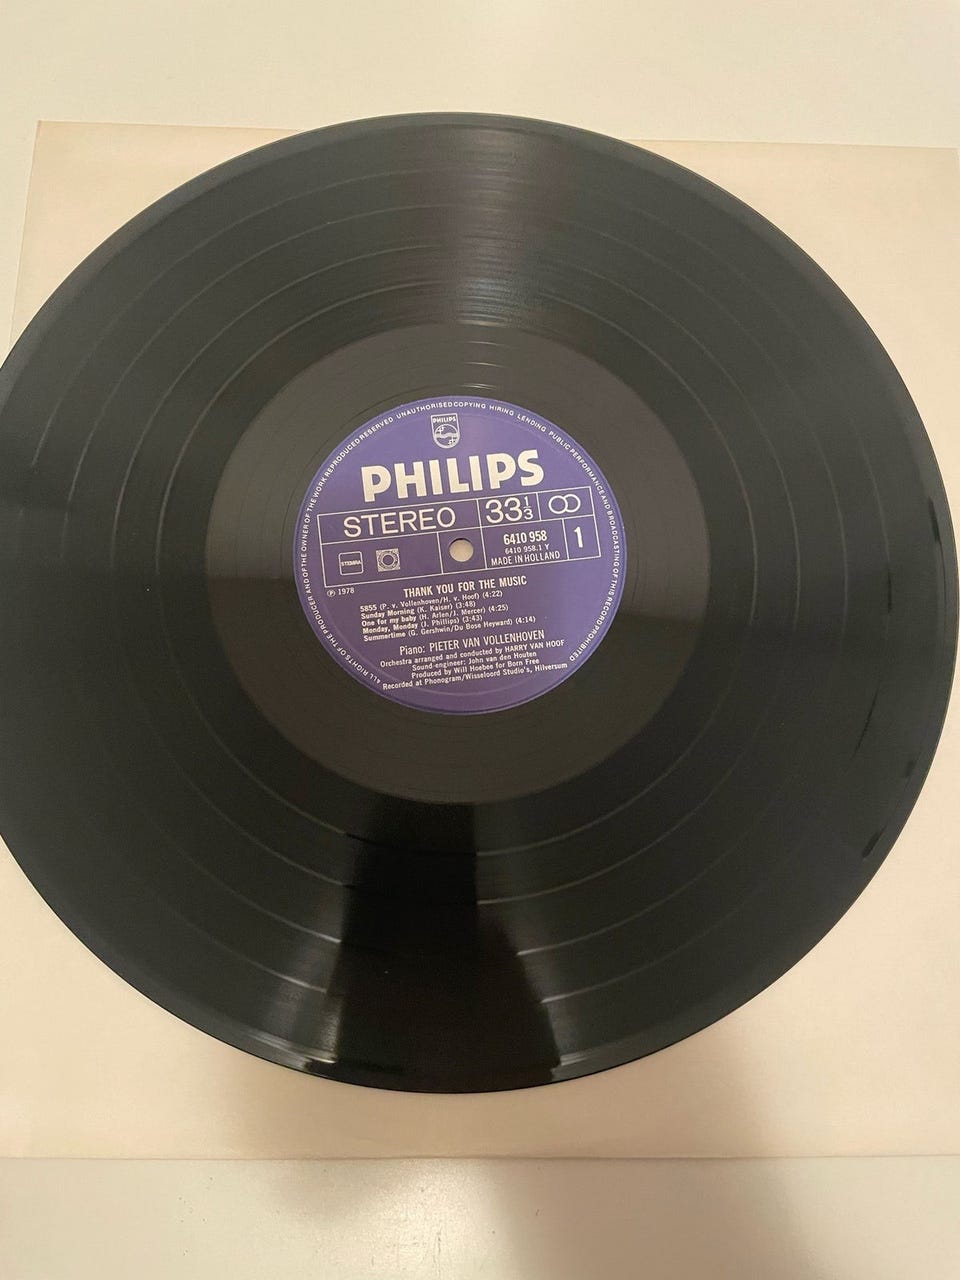 ALL RIGHTS OF THE PRODUCER AND OF THE OWNER OF THE WORK REPRODUCED RESERVED UNAUTHORISED COPYING HIRING LENDING PUBLIC PERFORMANCE AND BROADCASTING OF THIS RECORD PROHIBITED
PHILIPS
PHILIPS
STEREO 33 1/3
6410 958 1
6410 958.1 Y
STEMRA
MADE IN HOLLAND
℗ 1978 THANK YOU FOR THE MUSIC
5855 (P. v. Vollenhoven/H. v. Hoof) (4:22)
Sunday Morning (K. Kaiser) (3:48)
One for my baby (H. Arlen/J. Mercer) (4:25)
Monday, Monday (J. Phillips) (3:43)
Summertime (G. Gershwin/Du Bose Heyward) (4:14)
Piano: PIETER VAN VOLLENHOVEN
Orchestra arranged and conducted by HARRY VAN HOOF
Sound-engineer: John van den Houten
Produced by Will Hoebee for Born Free
Recorded at Phonogram/Wisseloord Studio's, Hilversum